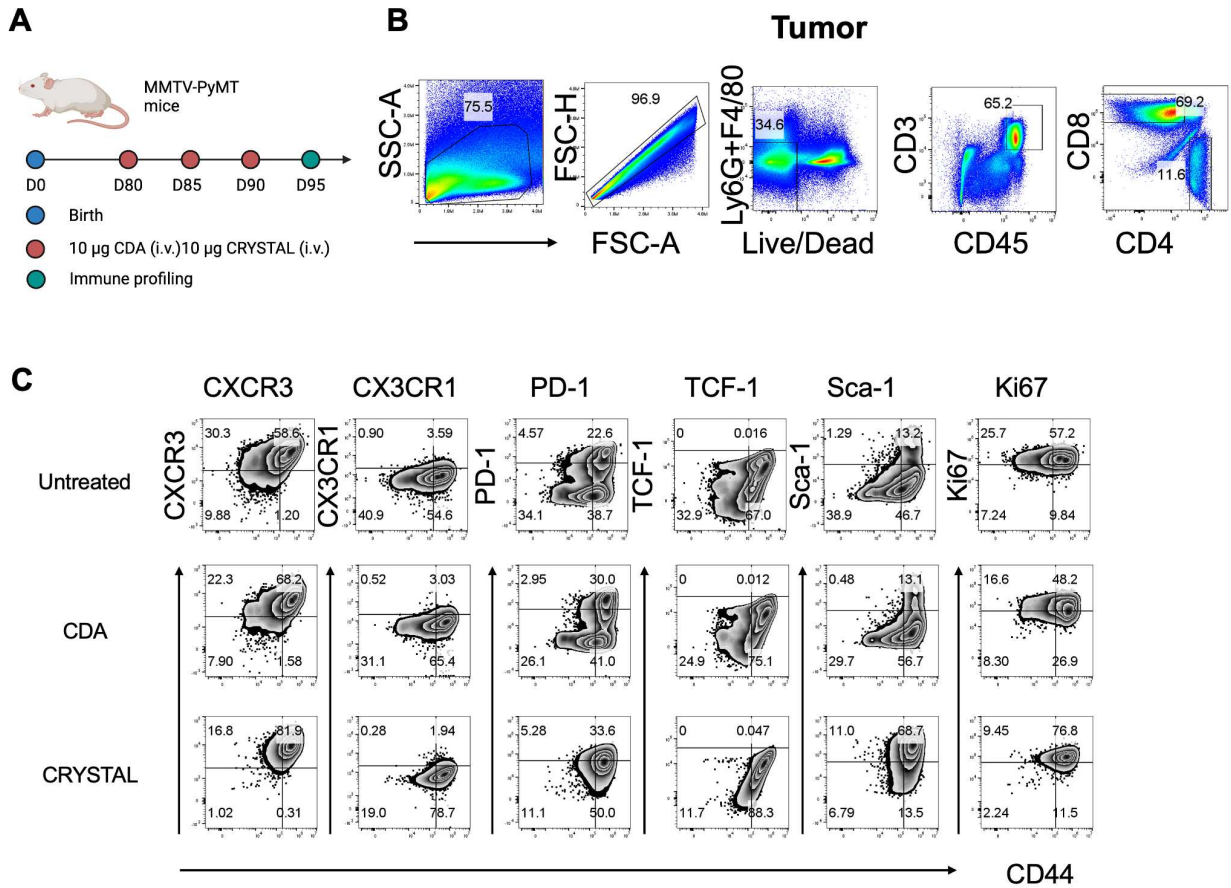 A
MMTV-PyMT
mice
D0 D80 D85 D90 D95
Birth
10 µg CDA (i.v.)10 µg CRYSTAL (i.v.)
Immune profiling
B
Tumor
SSC-A
75.5
FSC-H
96.9
FSC-A
Ly6G+F4/80
34.6
Live/Dead
CD3
65.2
CD45
CD8
69.2
11.6
CD4
C
CXCR3 CX3CR1 PD-1 TCF-1 Sca-1 Ki67
Untreated
CXCR3
30.3 58.6
9.88 1.20
CX3CR1
0.90 3.59
40.9 54.6
PD-1
4.57 22.6
34.1 38.7
TCF-1
0 0.016
32.9 67.0
Sca-1
1.29 13.2
38.9 46.7
Ki67
25.7 57.2
7.24 9.84
CDA
22.3 68.2
7.90 1.58
0.52 3.03
31.1 65.4
2.95 30.0
26.1 41.0
0 0.012
24.9 75.1
0.48 13.1
29.7 56.7
16.6 48.2
8.30 26.9
CRYSTAL
16.8 81.9
1.02 0.31
0.28 1.94
19.0 78.7
5.28 33.6
11.1 50.0
0 0.047
11.7 88.3
11.0 68.7
6.79 13.5
9.45 76.8
2.24 11.5
CD44